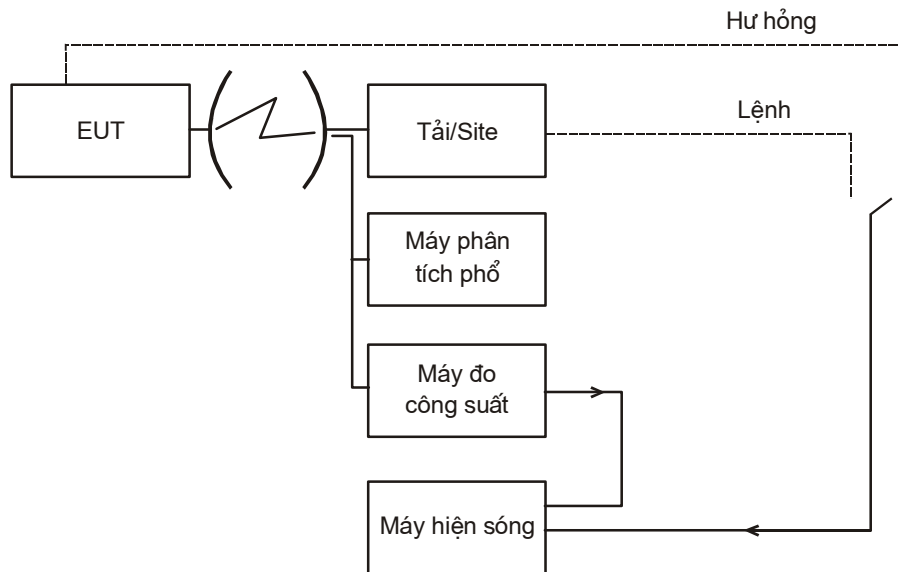 Hư hỏng
EUT
Tải/Site
Lệnh
Máy phân
tích phổ
Máy đo
công suất
Máy hiện sóng